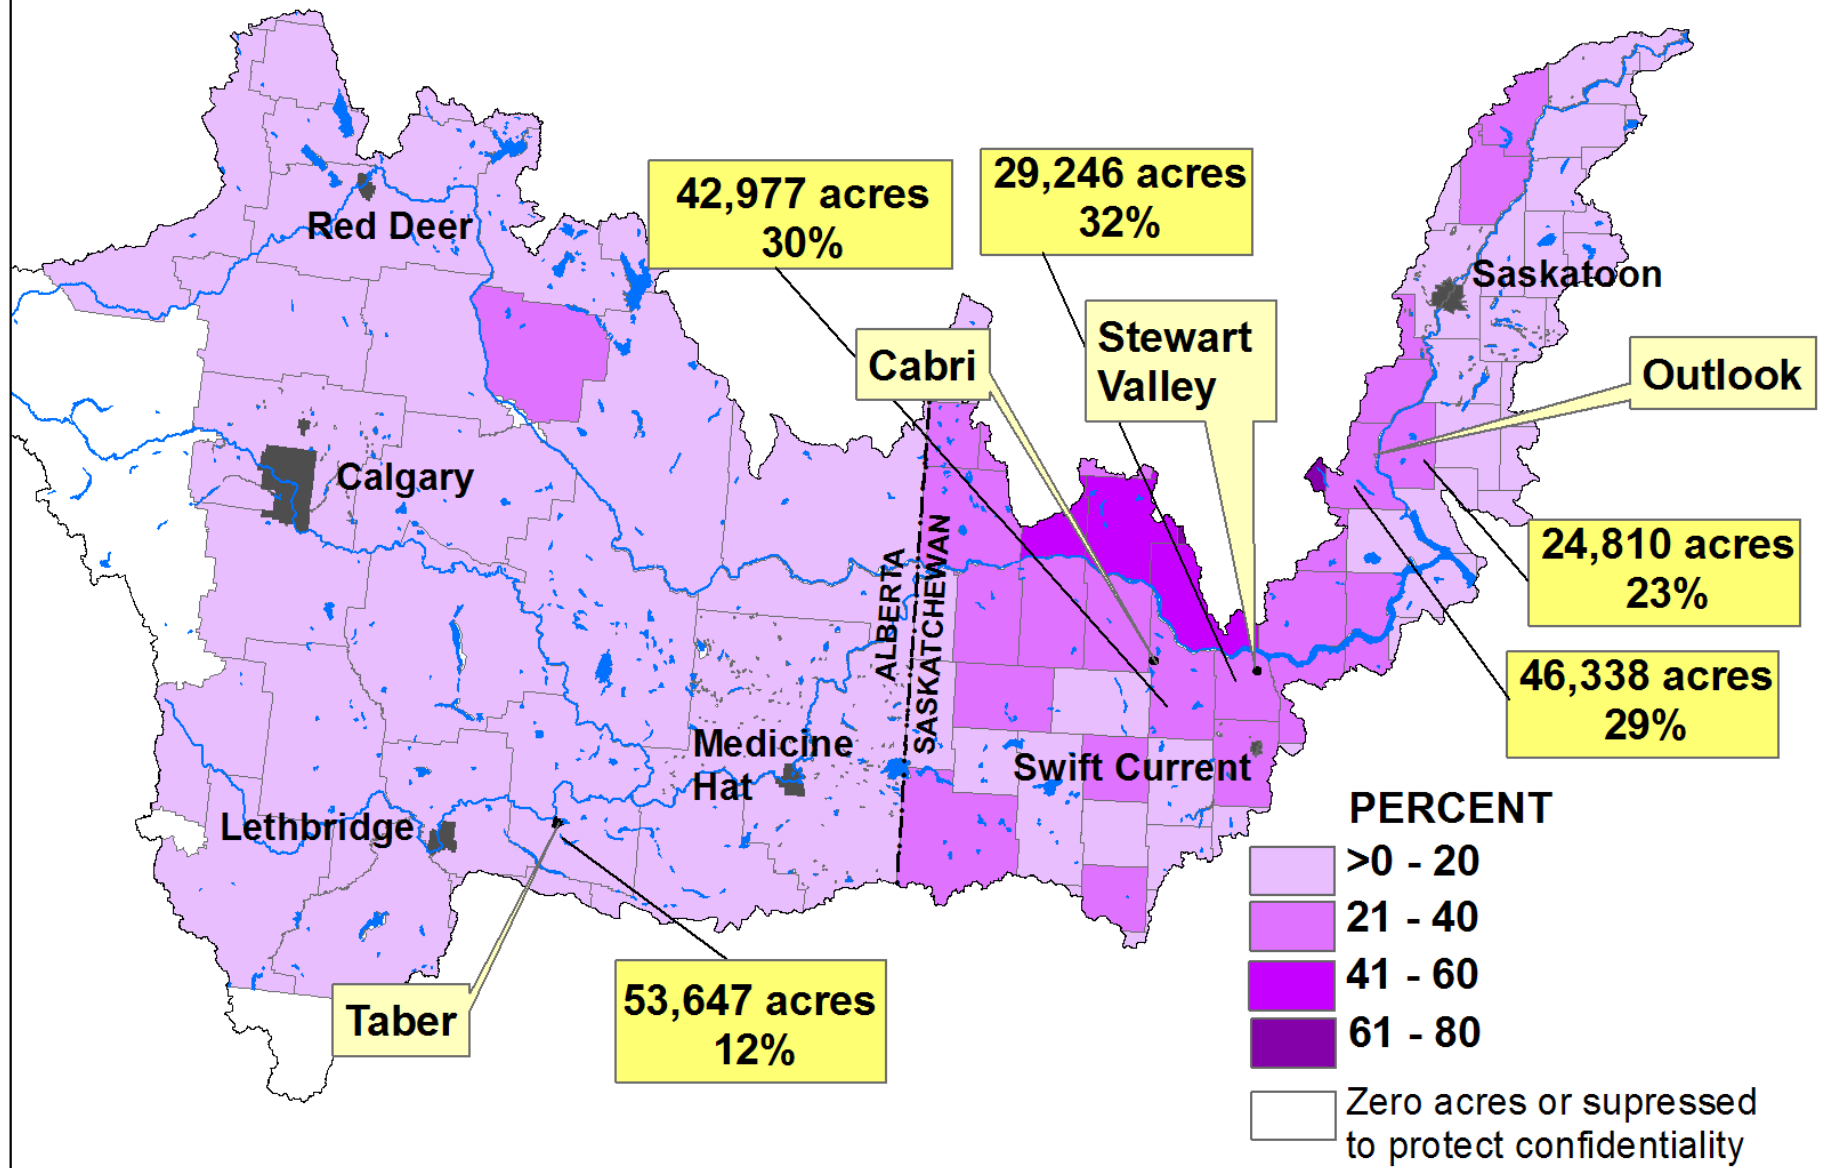 42,977 acres
30%
29,246 acres
32%
Red Deer
Saskatoon
Cabri
Stewart
Valley
Outlook
Calgary
24,810 acres
23%
ALBERTA
SASKATCHEWAN
46,338 acres
29%
Medicine
Hat
Swift Current
Lethbridge
Taber
53,647 acres
12%
PERCENT
>0 - 20
21 - 40
41 - 60
61 - 80
Zero acres or supressed
to protect confidentiality